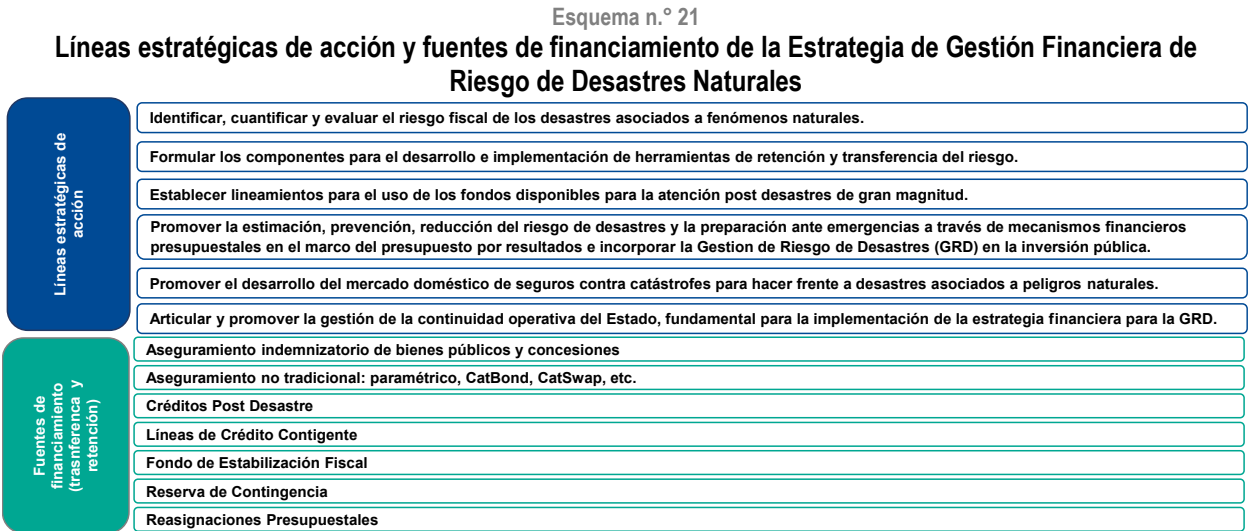 Esquema n.° 21
Líneas estratégicas de acción y fuentes de financiamiento de la Estrategia de Gestión Financiera de
Riesgo de Desastres Naturales
Líneas estratégicas de
acción
Identificar, cuantificar y evaluar el riesgo fiscal de los desastres asociados a fenómenos naturales.
Formular los componentes para el desarrollo e implementación de herramientas de retención y transferencia del riesgo.
Establecer lineamientos para el uso de los fondos disponibles para la atención post desastres de gran magnitud.
Promover la estimación, prevención, reducción del riesgo de desastres y la preparación ante emergencias a través de mecanismos financieros
presupuestales en el marco del presupuesto por resultados e incorporar la Gestion de Riesgo de Desastres (GRD) en la inversión pública.
Promover el desarrollo del mercado doméstico de seguros contra catástrofes para hacer frente a desastres asociados a peligros naturales.
Articular y promover la gestión de la continuidad operativa del Estado, fundamental para la implementación de la estrategia financiera para la GRD.
Fuentes de
financiamiento
(trasnferenca y
retención)
Aseguramiento indemnizatorio de bienes públicos y concesiones
Aseguramiento no tradicional: paramétrico, CatBond, CatSwap, etc.
Créditos Post Desastre
Líneas de Crédito Contigente
Fondo de Estabilización Fiscal
Reserva de Contingencia
Reasignaciones Presupuestales